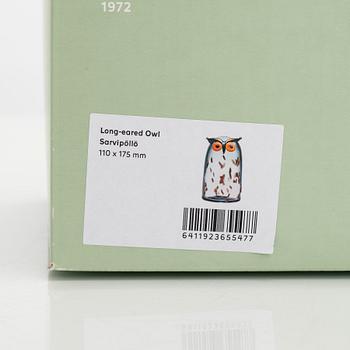 1972
Long-eared Owl
Sarvipöllö
110 x 175 mm
6411923655477